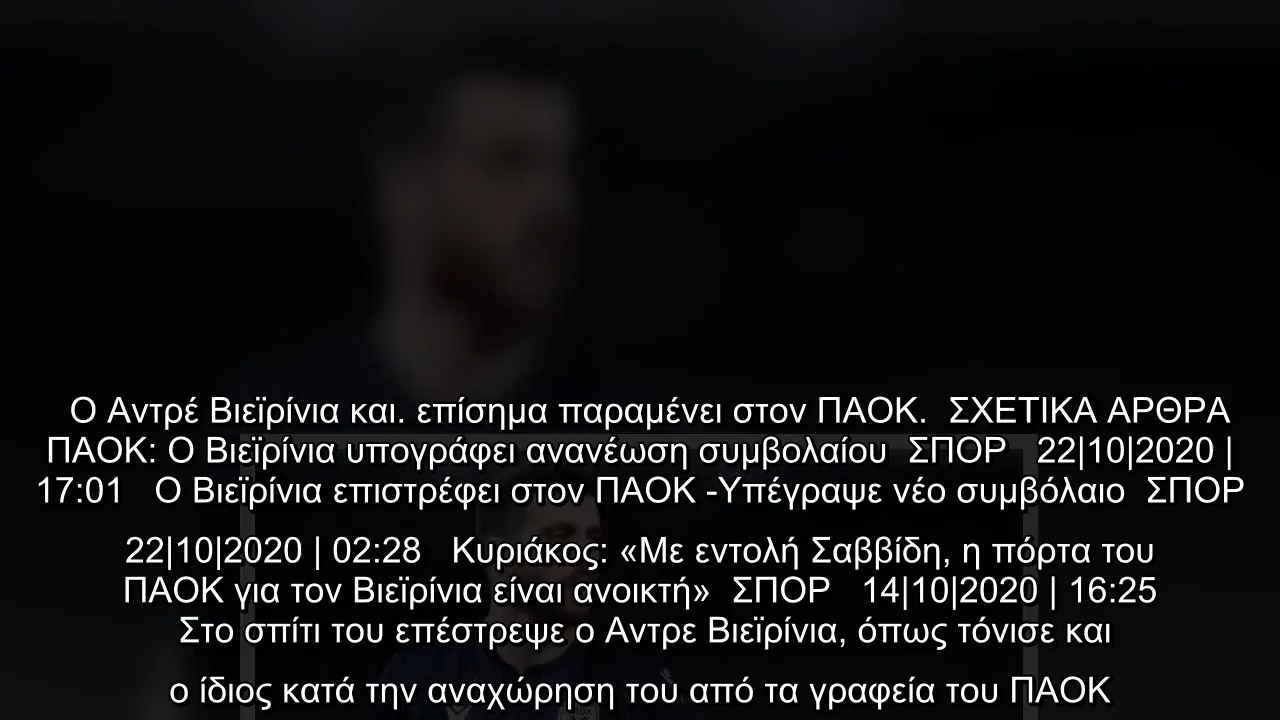 Ο Αντρέ Βιεϊρίνια και. επίσημα παραμένει στον ΠΑΟΚ.  ΣΧΕΤΙΚΑ ΑΡΘΡΑ
ΠΑΟΚ: Ο Βιεϊρίνια υπογράφει ανανέωση συμβολαίου  ΣΠΟΡ   22|10|2020 |
17:01   Ο Βιεϊρίνια επιστρέφει στον ΠΑΟΚ -Υπέγραψε νέο συμβόλαιο  ΣΠΟΡ
22|10|2020 | 02:28   Κυριάκος: «Με εντολή Σαββίδη, η πόρτα του
ΠΑΟΚ για τον Βιεϊρίνια είναι ανοικτή»  ΣΠΟΡ   14|10|2020 | 16:25
Στο σπίτι του επέστρεψε ο Αντρε Βιεϊρίνια, όπως τόνισε και
ο ίδιος κατά την αναχώρηση του από τα γραφεία του ΠΑΟΚ